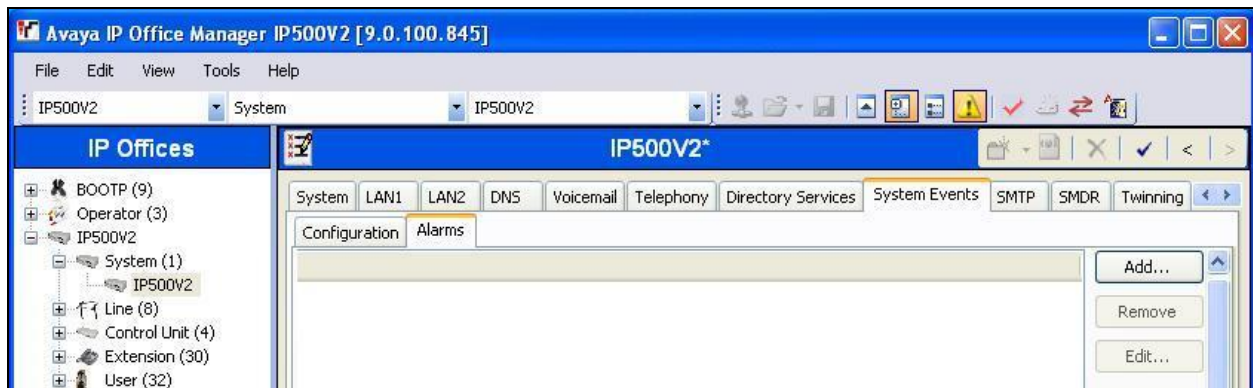 Avaya IP Office Manager IP500V2 [9.0.100.845]
File Edit View Tools Help
IP500V2 System IP500V2
IP Offices
IP500V2*
BOOTP (9)
Operator (3)
IP500V2
System (1)
IP500V2
Line (8)
Control Unit (4)
Extension (30)
User (32)
System LAN1 LAN2 DNS Voicemail Telephony Directory Services System Events SMTP SMDR Twinning
Configuration Alarms
Add...
Remove
Edit...